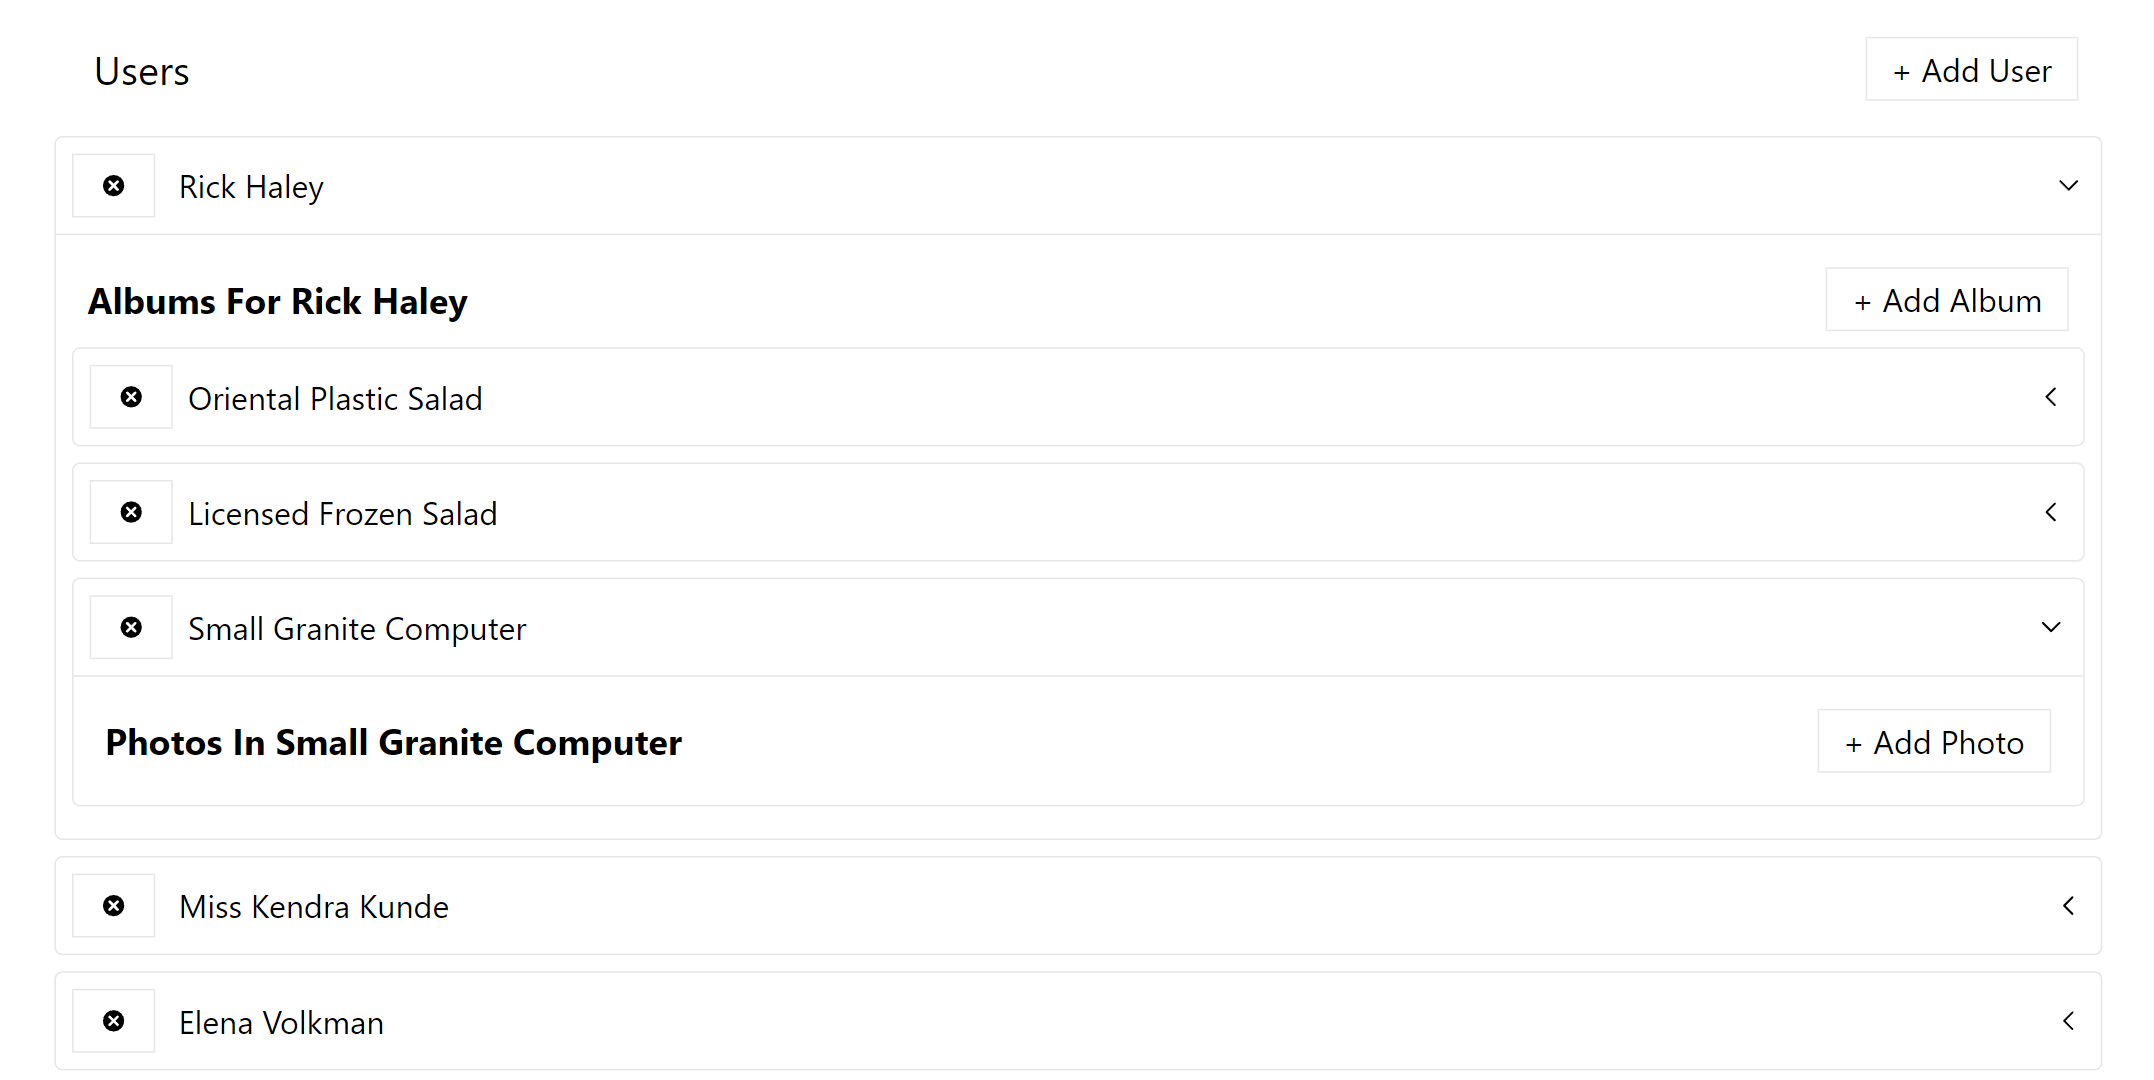 Users
+ Add User
Rick Haley
Albums For Rick Haley
+ Add Album
Oriental Plastic Salad
Licensed Frozen Salad
Small Granite Computer
Photos In Small Granite Computer
+ Add Photo
Miss Kendra Kunde
Elena Volkman